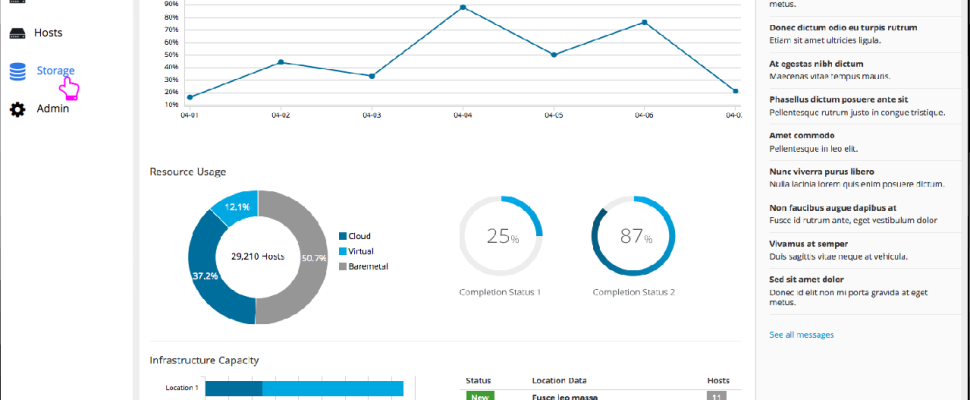 Hosts
Storage
Admin
90%
80%
70%
60%
50%
40%
30%
20%
10%
04-01
04-02
04-03
04-04
04-05
04-06
04-0
Resource Usage
12.1%
37.2%
50.7%
29,210 Hosts
Cloud
Virtual
Baremetal
25%
Completion Status 1
87%
Completion Status 2
Infrastructure Capacity
Location 1
Status Location Data Hosts
New Fusce leo massa 11
metus.
Donec dictum odio eu turpis rutrum
Etiam sit amet ultricies ligula.
At egestas nibh dictum
Maecenas vitae tempus mauris.
Phasellus dictum posuere ante sit
Pellentesque rutrum justo in congue tristique.
Amet commodo
Pellentesque in leo elit.
Nunc viverra purus libero
Nulla lacinia lorem quis enim posuere dictum.
Non faucibus augue dapibus at
Fusce id rutrum ante, eget vestibulum dolor
Vivamus at semper
Duis sagittis vitae neque at vehicula.
Sed sit amet dolor
Donec id elit non mi porta gravida at eget
metus.
See all messages